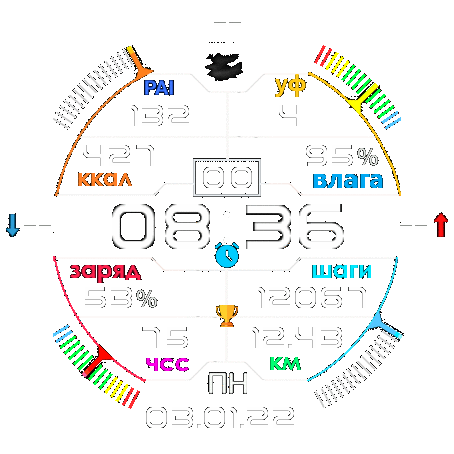 --
PAI уф
132 4
427 95%
ккал влага
00
08 36
-- --
заряд шаги
53% 12067
75 12.43
чсс км
ПН
03.01.22